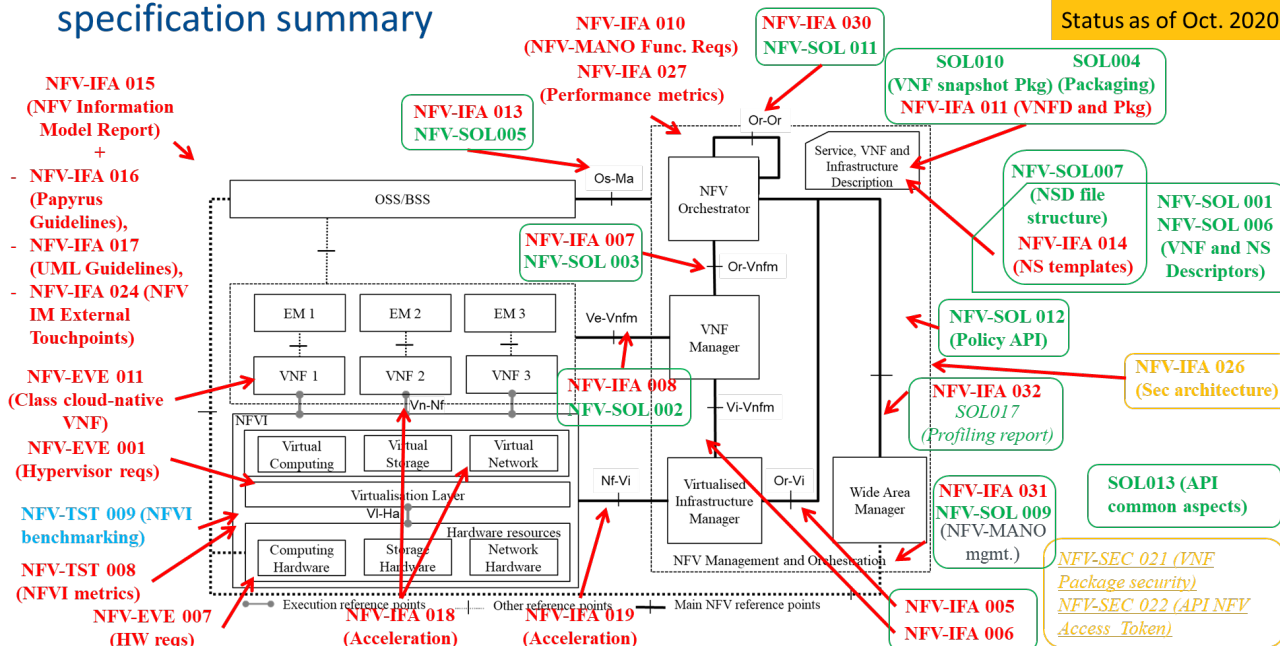 specification summary
Status as of Oct. 2020
NFV-IFA 015
(NFV Information
Model Report)
+
- NFV-IFA 016
(Papyrus
Guidelines),
- NFV-IFA 017
(UML Guidelines),
- NFV-IFA 024 (NFV
IM External
Touchpoints)
NFV-EVE 011
(Class cloud-native
VNF)
NFV-EVE 001
(Hypervisor reqs)
NFV-TST 009 (NFVI
benchmarking)
NFV-TST 008
(NFVI metrics)
NFV-EVE 007
(HW reqs)
NFV-IFA 013
NFV-SOL005
NFV-IFA 010
(NFV-MANO Func. Reqs)
NFV-IFA 027
(Performance metrics)
NFV-IFA 030
NFV-SOL 011
SOL010
(VNF snapshot Pkg)
SOL004
(Packaging)
NFV-IFA 011 (VNFD and Pkg)
Or-Or
Service, VNF and
Infrastructure
Description
NFV-SOL007
(NSD file
structure)
NFV-IFA 014
(NS templates)
NFV-SOL 001
NFV-SOL 006
(VNF and NS
Descriptors)
Os-Ma
OSS/BSS
NFV
Orchestrator
NFV-IFA 007
NFV-SOL 003
Or-Vnfm
EM 1
EM 2
EM 3
Ve-Vnfm
VNF
Manager
NFV-SOL 012
(Policy API)
NFV-IFA 026
(Sec architecture)
VNF 1
VNF 2
VNF 3
NFV-IFA 008
NFV-SOL 002
Vn-Nf
Vi-Vnfm
NFV-IFA 032
SOL017
(Profiling report)
NFVI
Virtual
Computing
Virtual
Storage
Virtual
Network
Virtualisation Layer
Vl-Ha
Hardware resources
Computing
Hardware
Storage
Hardware
Network
Hardware
Nf-Vi
Virtualised
Infrastructure
Manager
Or-Vi
Wide Area
Manager
NFV Management and Orchestration
NFV-IFA 031
NFV-SOL 009
(NFV-MANO
mgmt.)
SOL013 (API
common aspects)
NFV-SEC 021 (VNF
Package security)
NFV-SEC 022 (API NFV
Access Token)
Execution reference points
Other reference points
Main NFV reference points
NFV-IFA 018
(Acceleration)
NFV-IFA 019
(Acceleration)
NFV-IFA 005
NFV-IFA 006